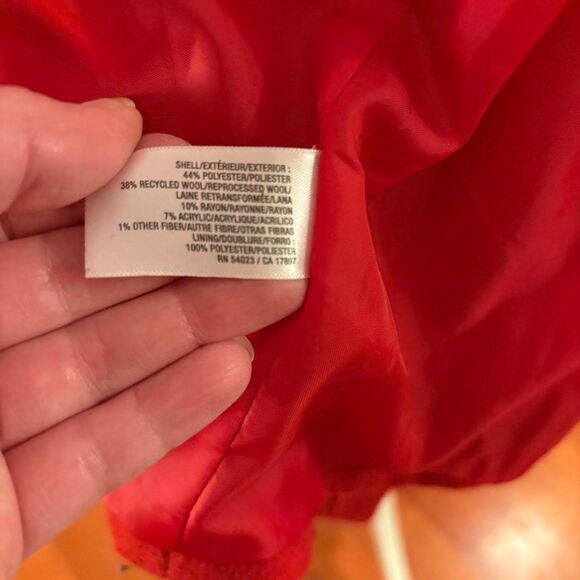 SHELL/EXTÉRIEUR/EXTERIOR :
44% POLYESTER/POLIESTER
38% RECYCLED WOOL/REPROCESSED WOOL/
LAINE RETRANSFORMÉE/LANA
10% RAYON/RAYONNE/RAYON
7% ACRYLIC/ACRYLIQUE/ACRILICO
1% OTHER FIBER/AUTRE FIBRE/OTRAS FIBRAS
LINING/DOUBLURE/FORRO :
100% POLYESTER/POLIESTER
RN 54023 / CA 17897